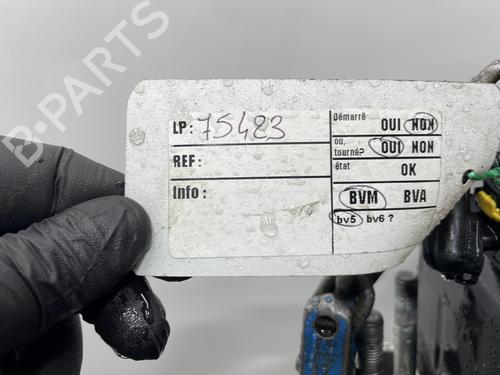 LP: 75483
REF:
Info:
Démarré OUI NON
ou, tourné? OUI NON
état OK
BVM BVA
bv5 bv6 ?
B-PARTS